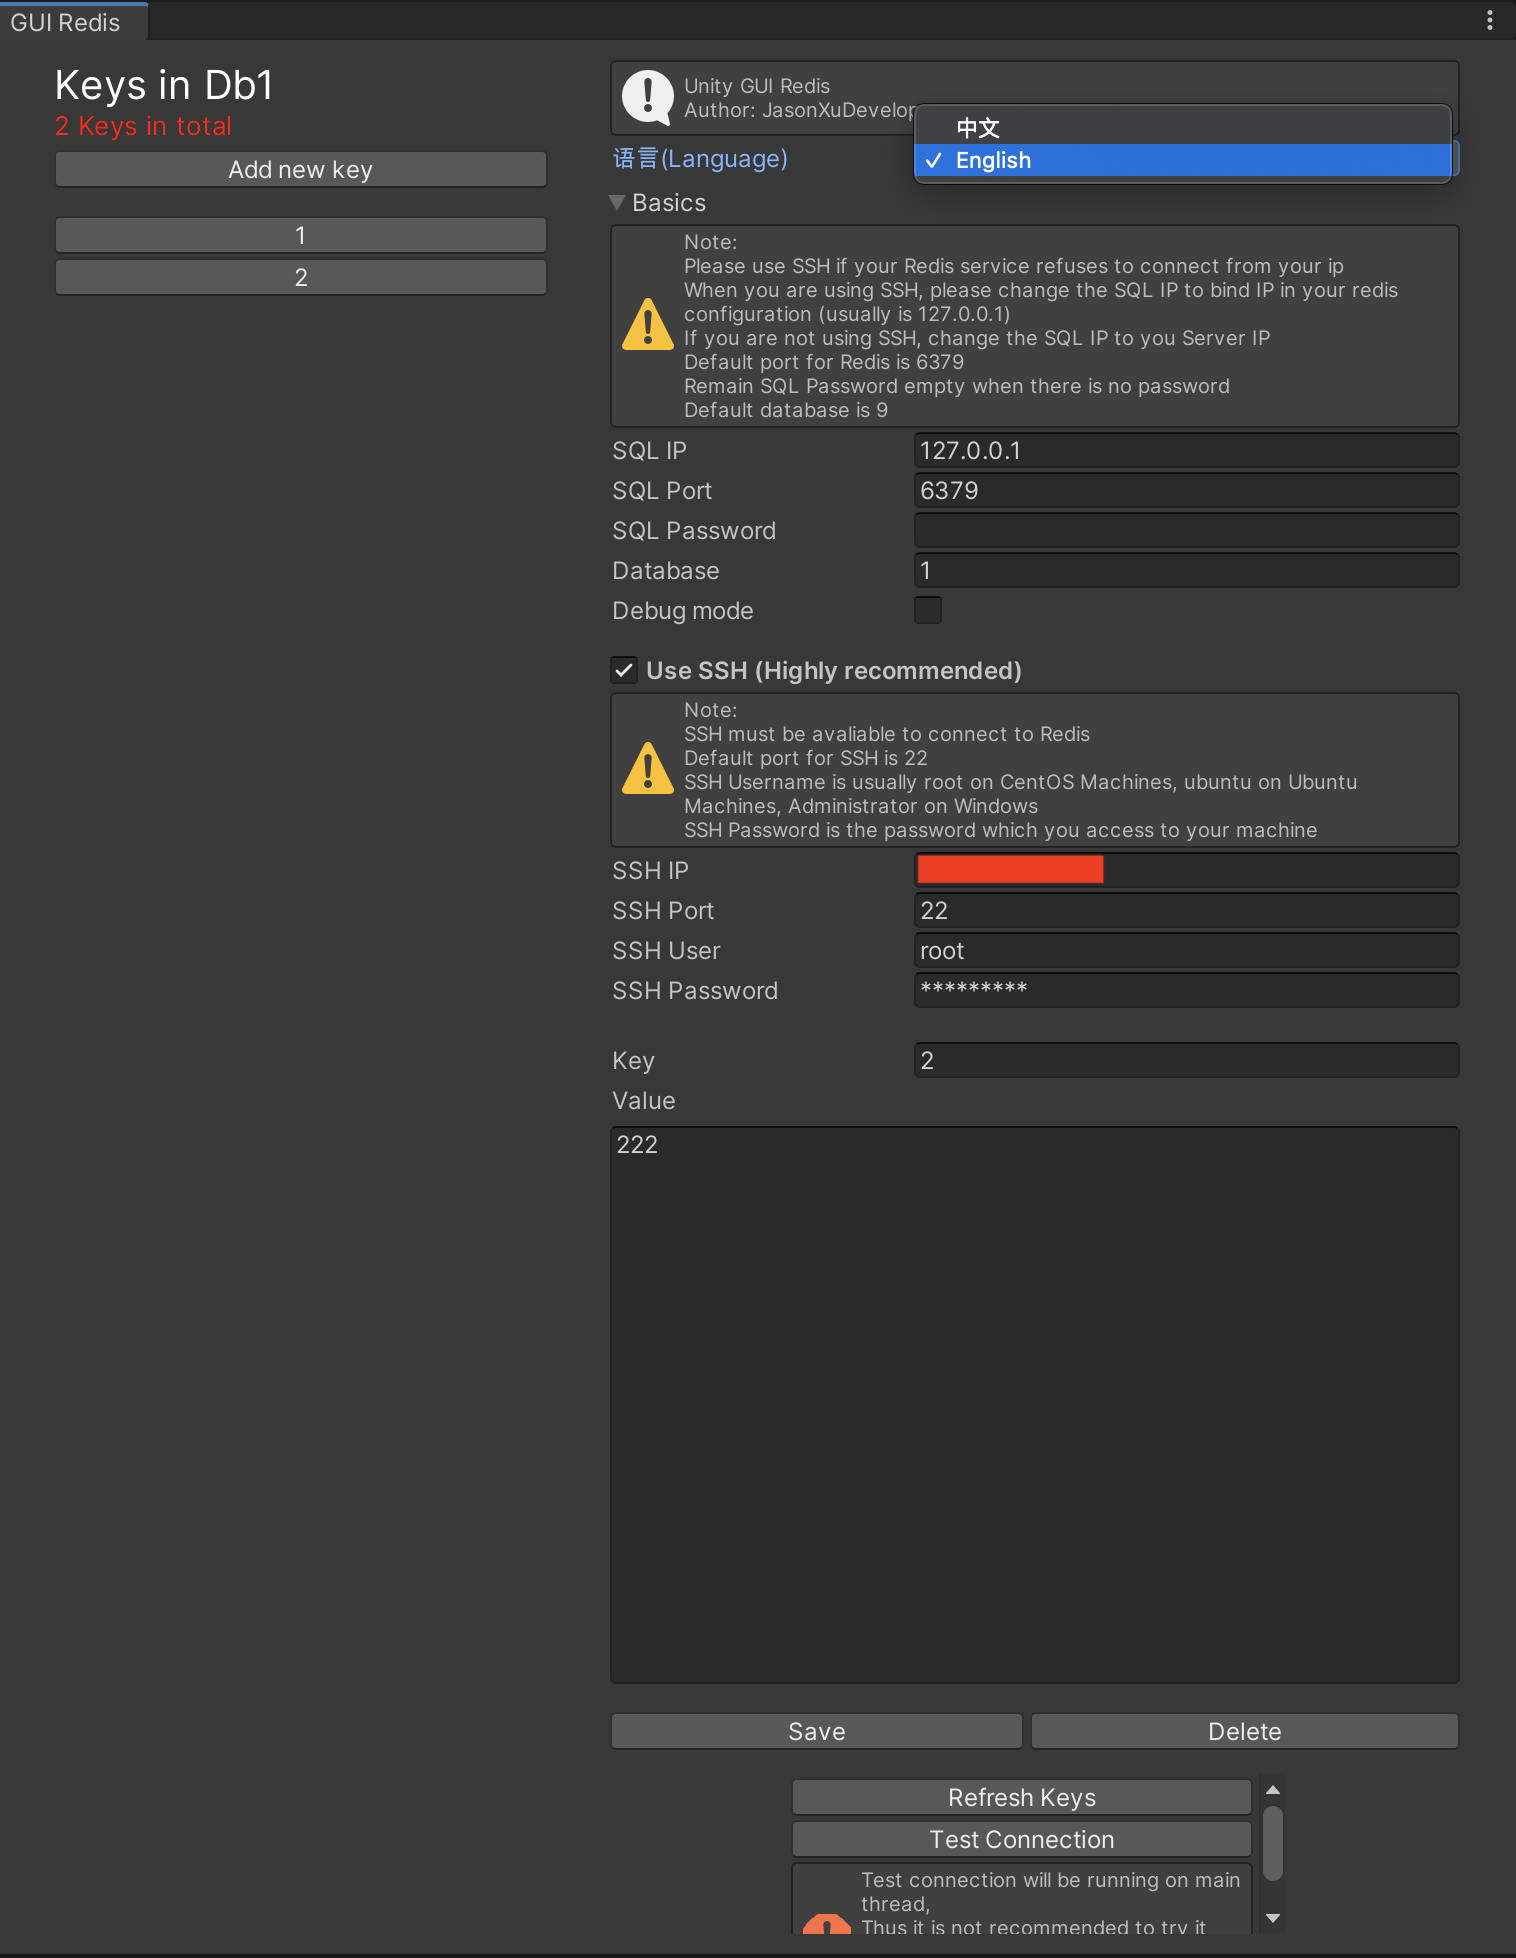 GUI Redis
Keys in Db1
2 Keys in total
Add new key
1
2
Unity GUI Redis
Author: JasonXuDevelop
语言(Language)
中文
English
Basics
Note:
Please use SSH if your Redis service refuses to connect from your ip
When you are using SSH, please change the SQL IP to bind IP in your redis
configuration (usually is 127.0.0.1)
If you are not using SSH, change the SQL IP to you Server IP
Default port for Redis is 6379
Remain SQL Password empty when there is no password
Default database is 9
SQL IP 127.0.0.1
SQL Port 6379
SQL Password
Database 1
Debug mode
Use SSH (Highly recommended)
Note:
SSH must be avaliable to connect to Redis
Default port for SSH is 22
SSH Username is usually root on CentOS Machines, ubuntu on Ubuntu
Machines, Administrator on Windows
SSH Password is the password which you access to your machine
SSH IP
SSH Port 22
SSH User root
SSH Password *********
Key 2
Value
222
Save Delete
Refresh Keys
Test Connection
Test connection will be running on main
thread,
Thus it is not recommended to try it